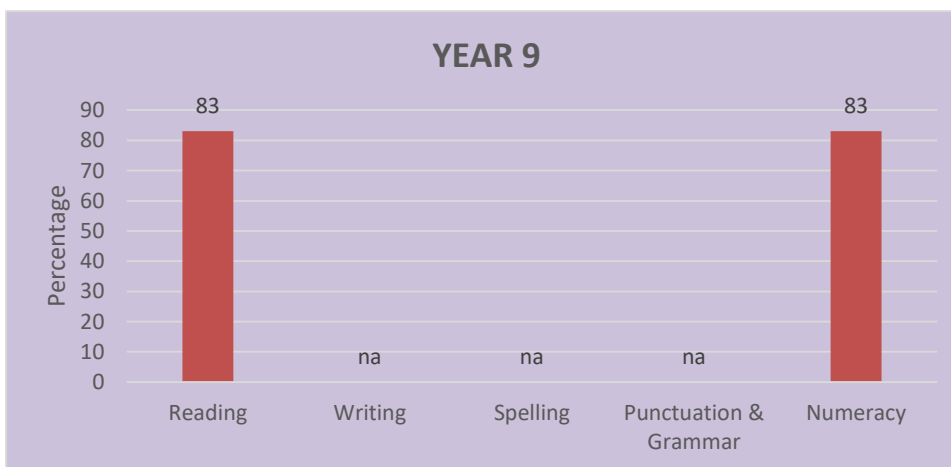 YEAR 9
83
83
90
80
70
60
50
40
30
20
10
0
Percentage
na
na
na
Reading
Writing
Spelling
Punctuation &
Grammar
Numeracy